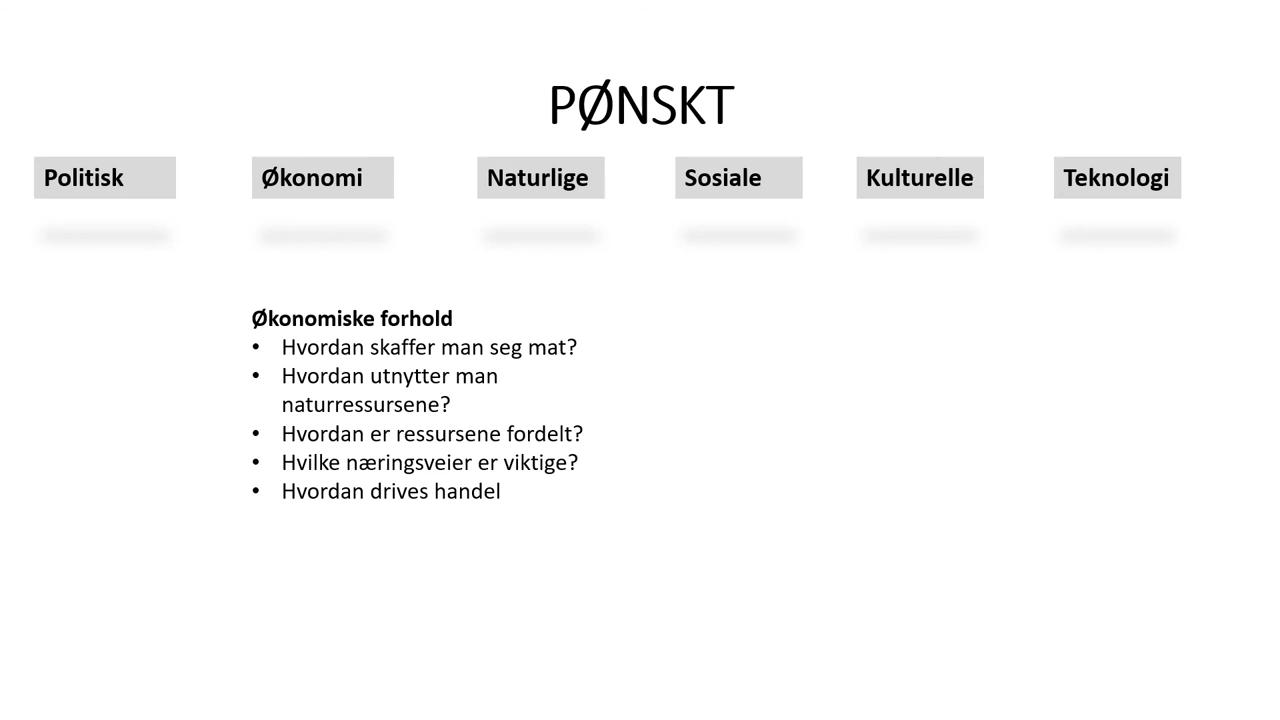 PØNSKT
Politisk
Økonomi
Naturlige
Sosiale
Kulturelle
Teknologi
Økonomiske forhold
• Hvordan skaffer man seg mat?
• Hvordan utnytter man
naturressursene?
• Hvordan er ressursene fordelt?
• Hvilke næringsveier er viktige?
• Hvordan drives handel